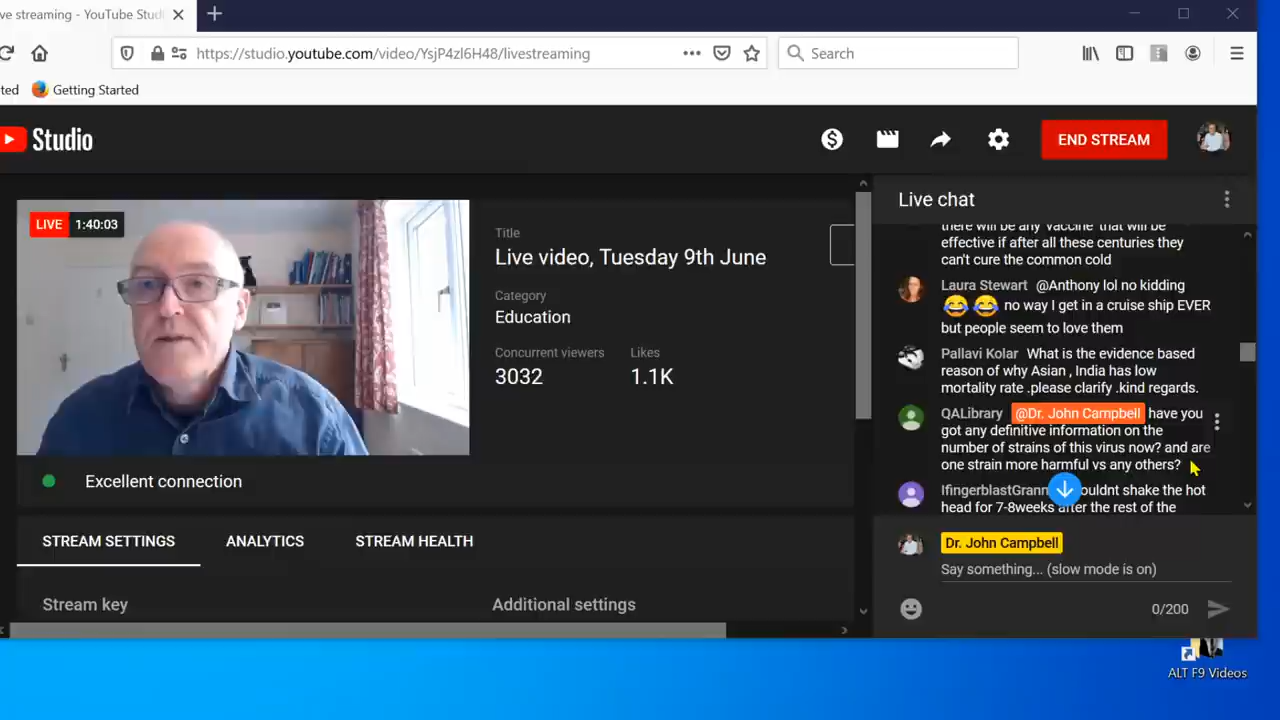 ve streaming - YouTube Stud
https://studio.youtube.com/video/YsjP4zl6H48/livestreaming
Search
ted
Getting Started
Studio
END STREAM
LIVE 1:40:03
Title
Live video, Tuesday 9th June
Category
Education
Concurrent viewers
Likes
3032
1.1K
Excellent connection
STREAM SETTINGS
ANALYTICS
STREAM HEALTH
Stream key
Additional settings
Live chat
there will be any vaccine that will be
effective if after all these centuries they
can't cure the common cold
Laura Stewart @Anthony lol no kidding
no way I get in a cruise ship EVER
but people seem to love them
Pallavi Kolar What is the evidence based
reason of why Asian , India has low
mortality rate .please clarify .kind regards.
QALibrary @Dr. John Campbell have you
got any definitive information on the
number of strains of this virus now? and are
one strain more harmful vs any others?
IfingerblastGrann ouldnt shake the hot
head for 7-8weeks after the rest of the
Dr. John Campbell
Say something... (slow mode is on)
0/200
ALT F9 Videos